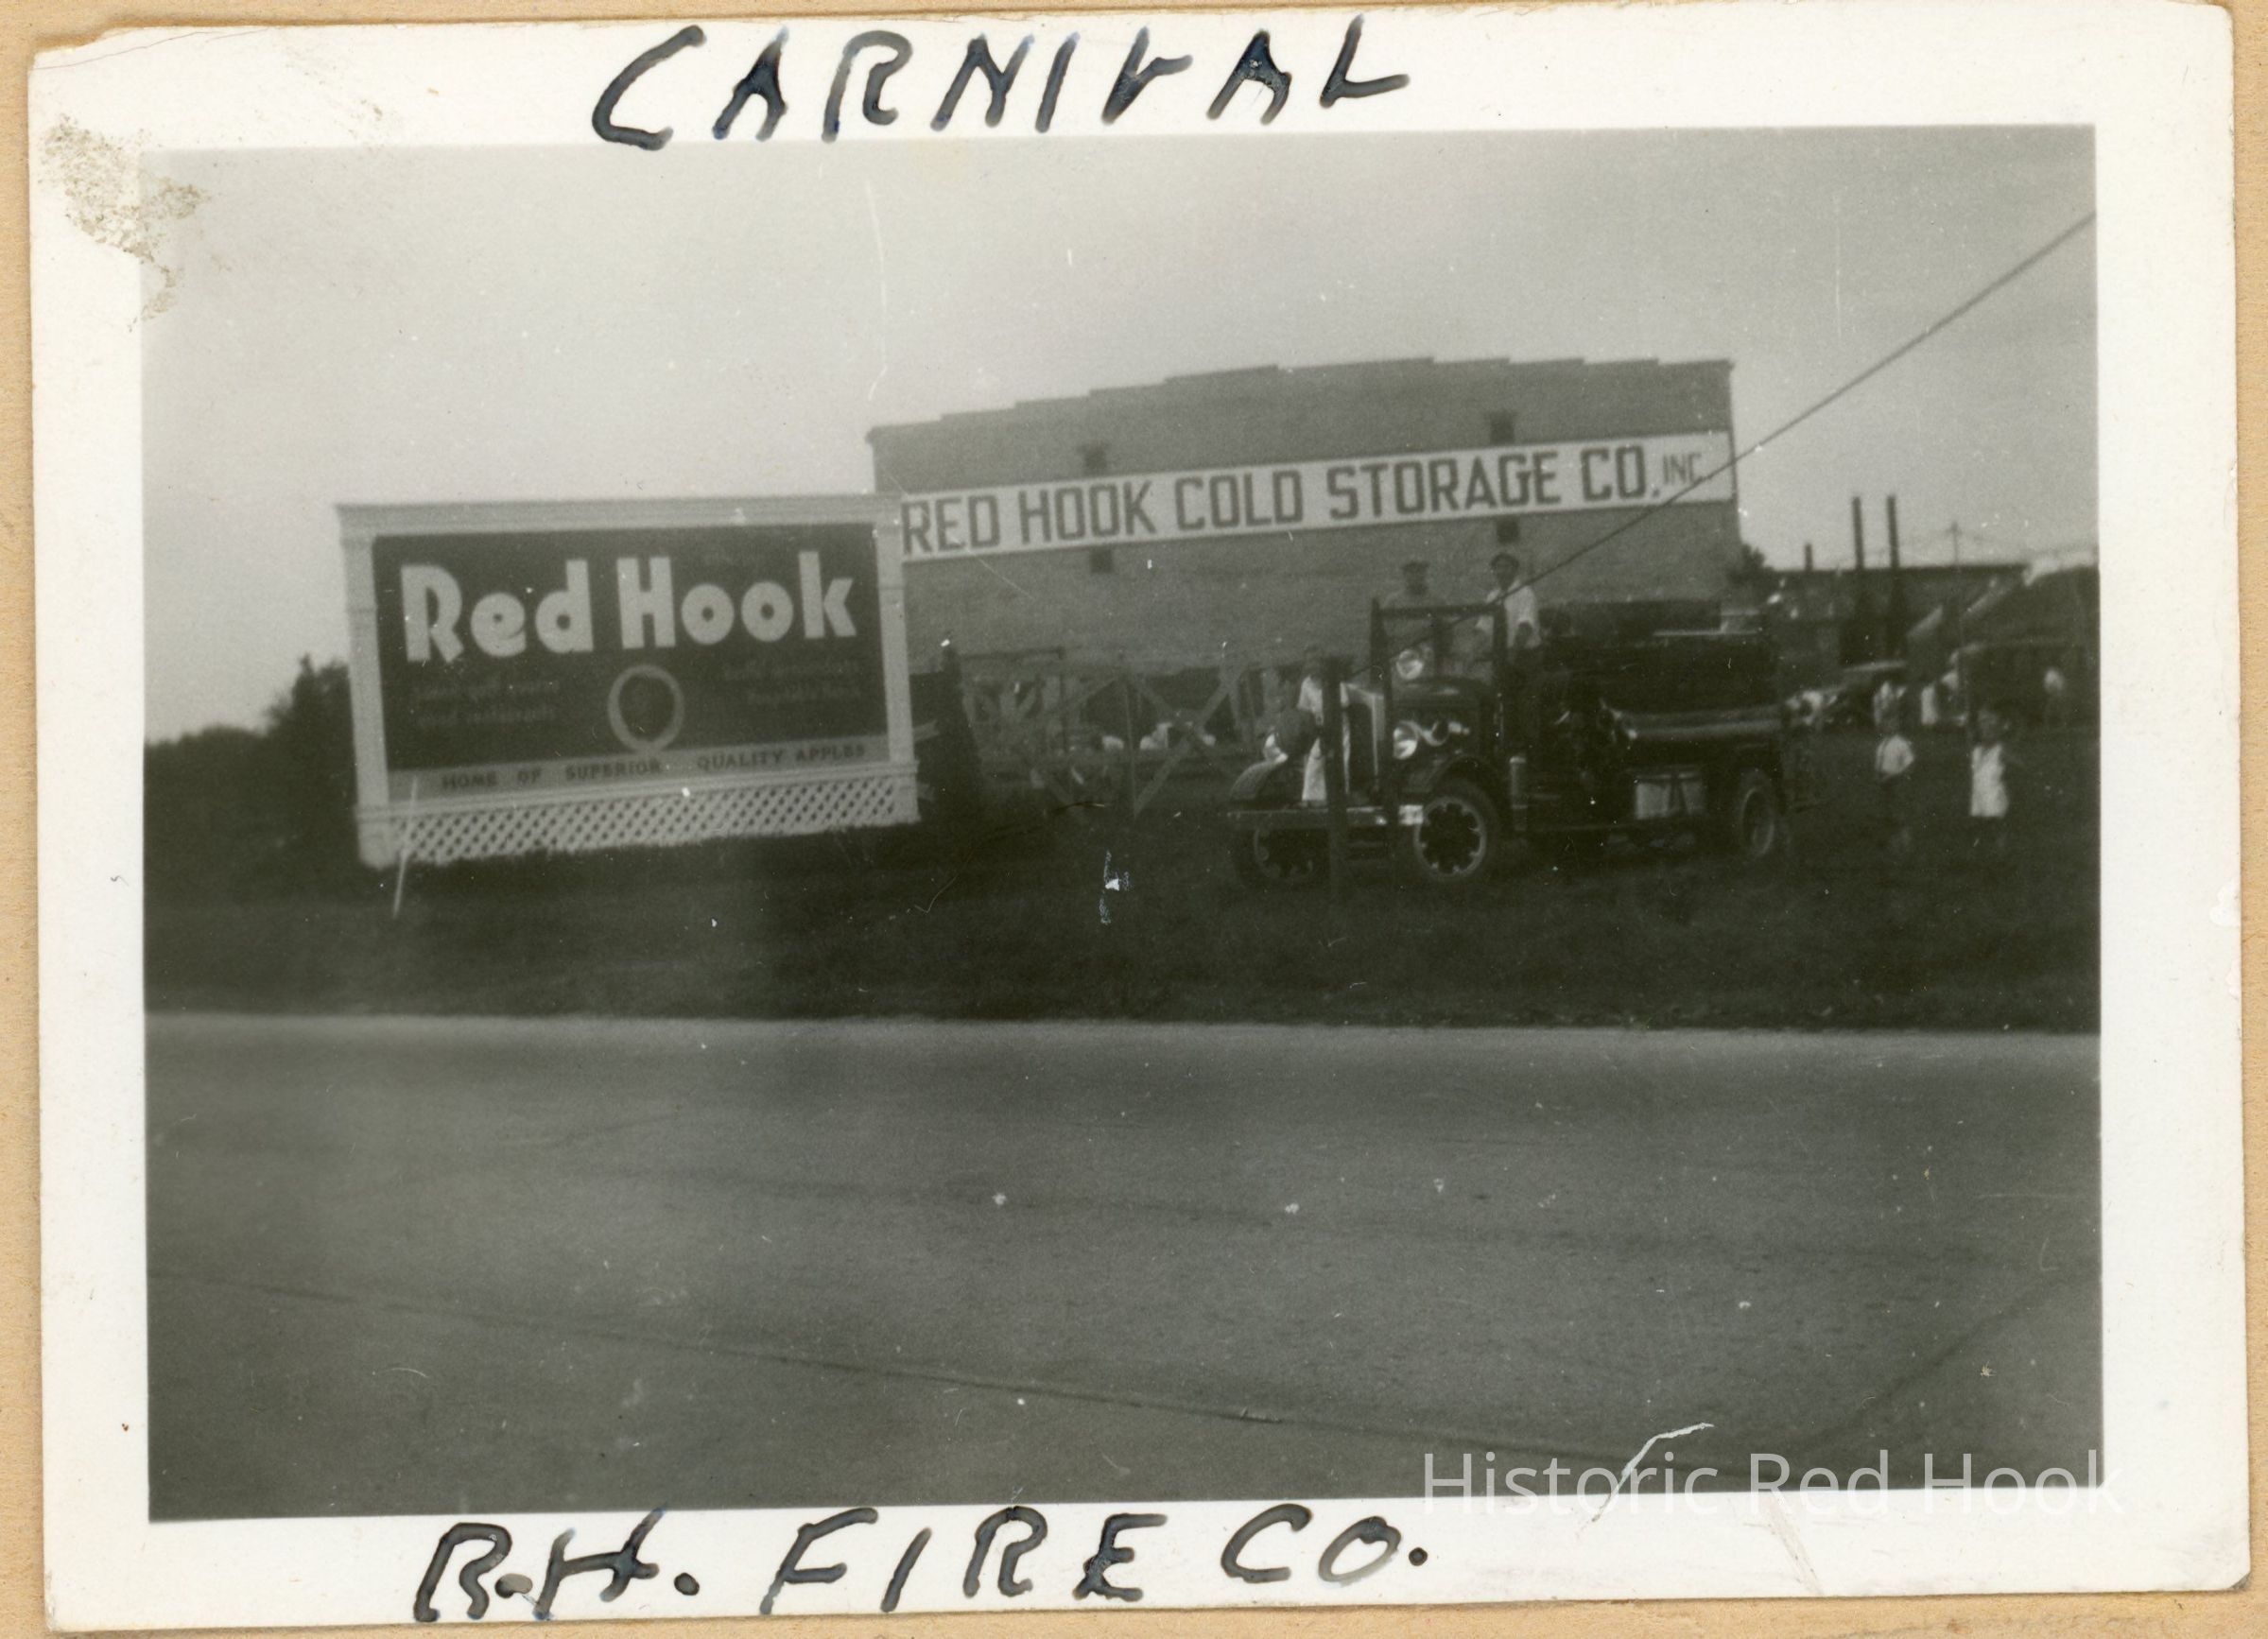 CARNIVAL
RED HOOK COLD STORAGE CO. INC.
Red Hook
Q
HOME OF SUPERIOR QUALITY APPLES
Historic Red Hook
R.H. FIRE CO.